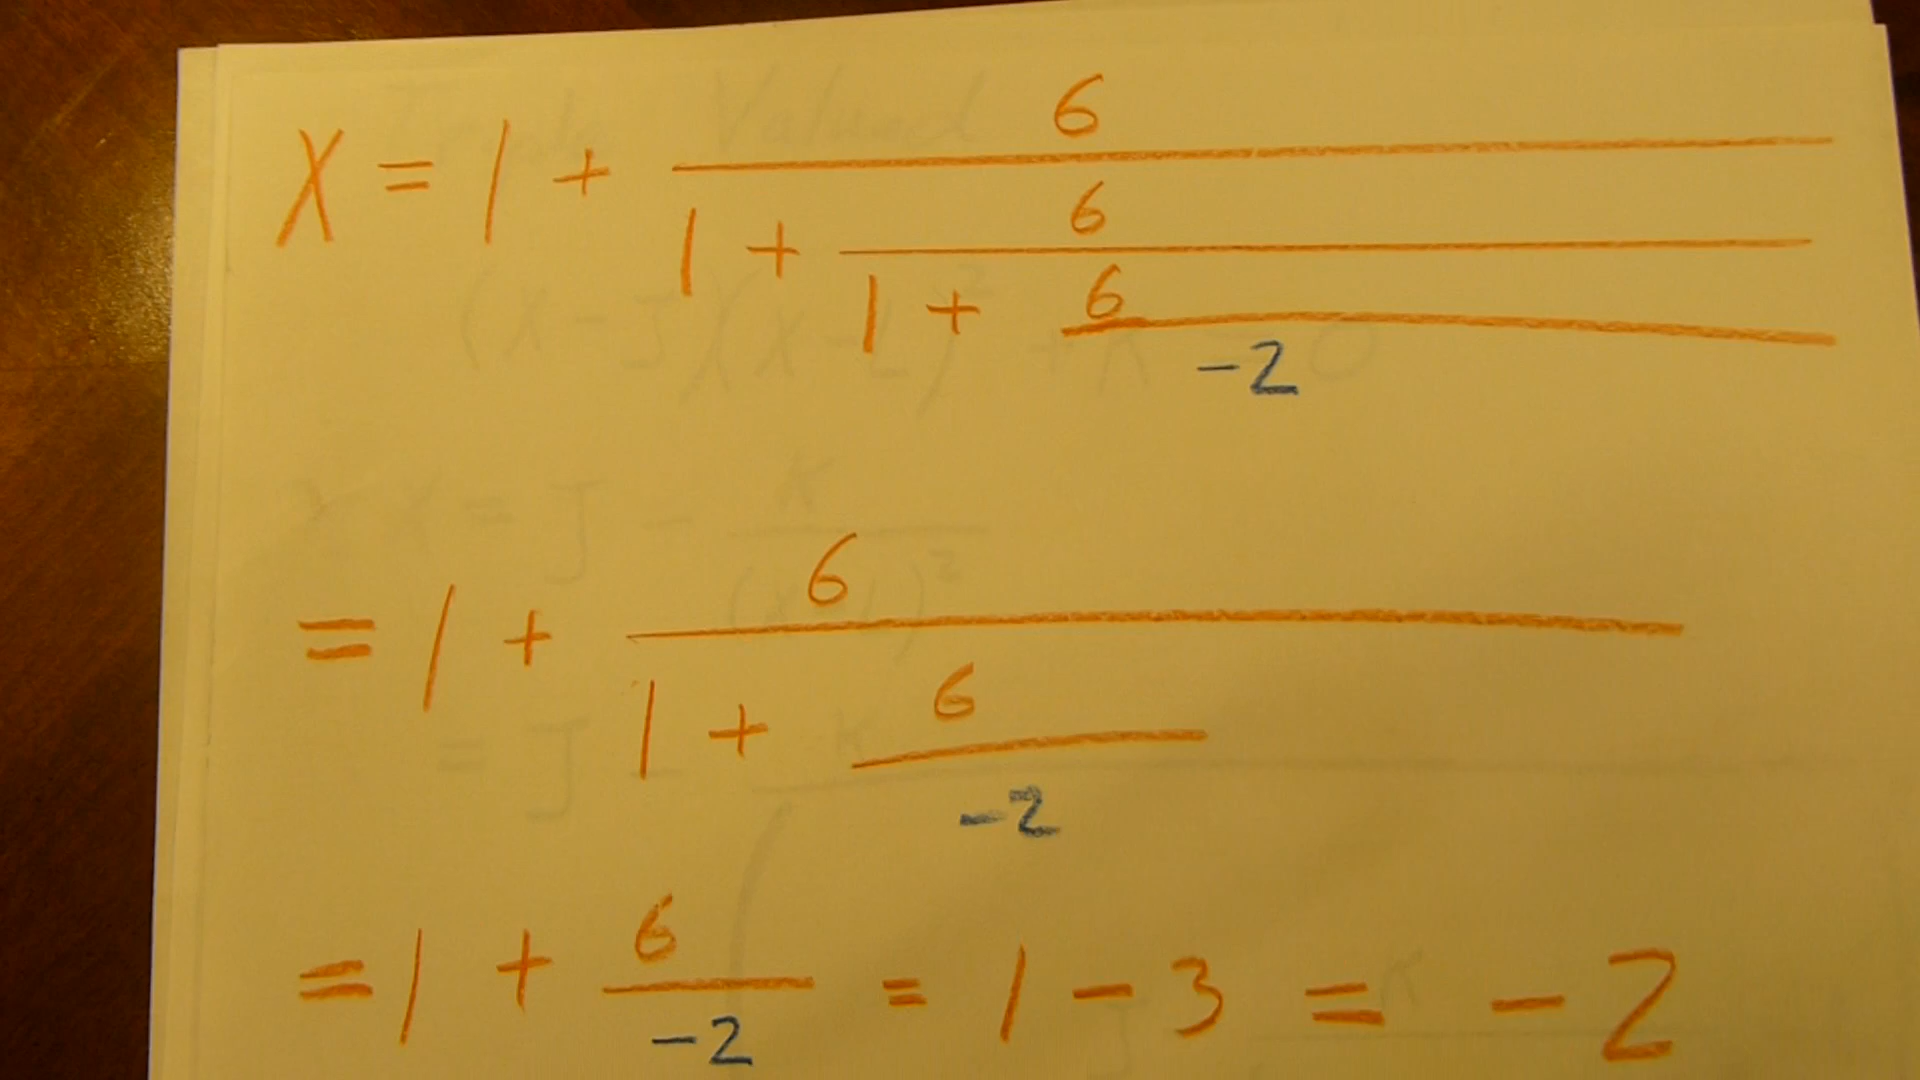 X = 1 + 6
1 + 6
1 + 6
-2
= 1 + 6
1 + 6
-2
= 1 + 6 = 1 - 3 = -2
-2